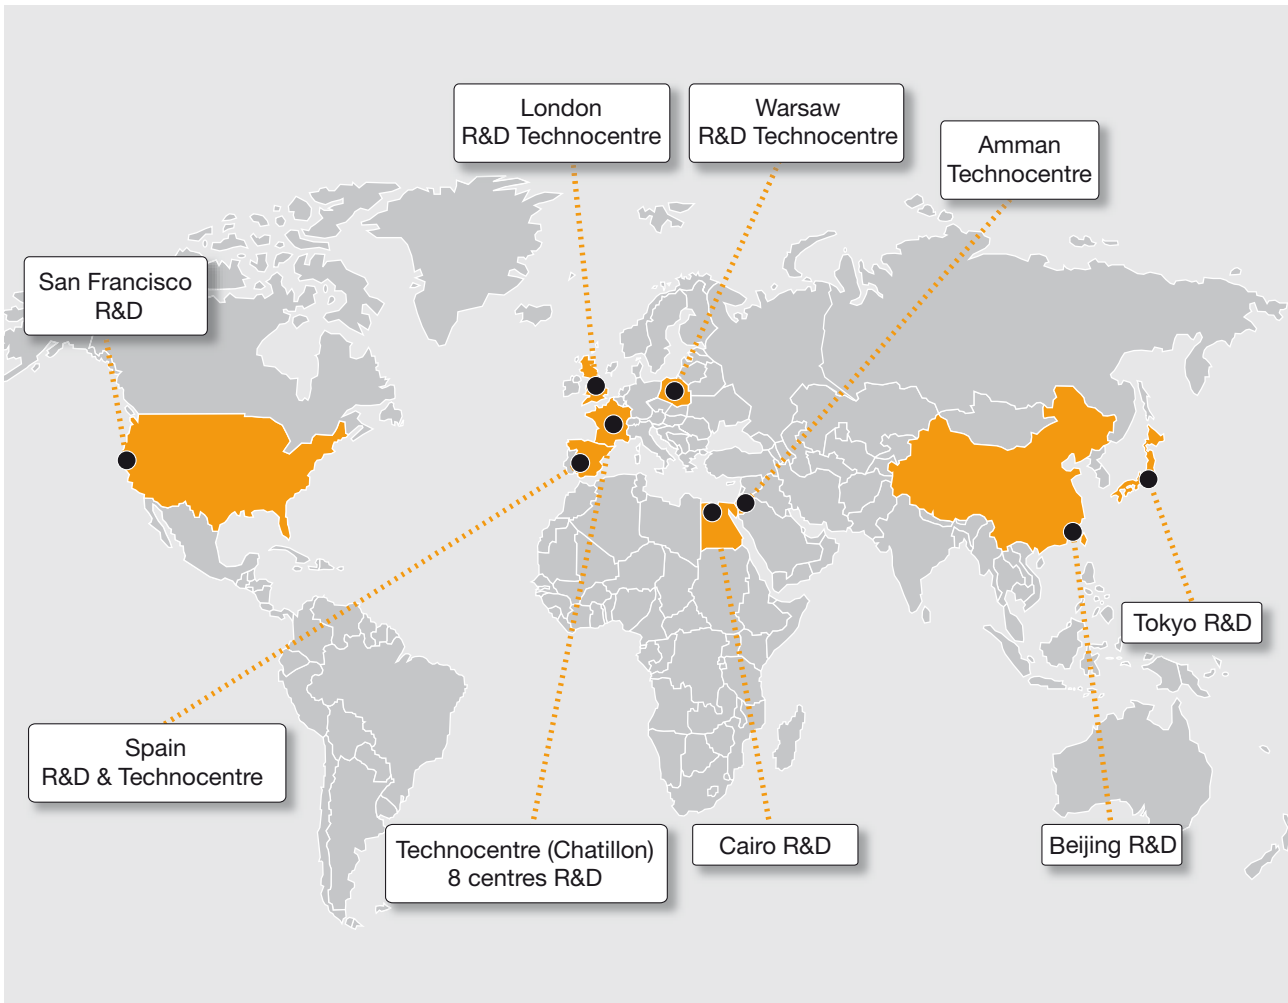 London
R&D Technocentre
Warsaw
R&D Technocentre
Amman
Technocentre
San Francisco
R&D
Tokyo R&D
Spain
R&D & Technocentre
Technocentre (Chatillon)
8 centres R&D
Cairo R&D
Beijing R&D